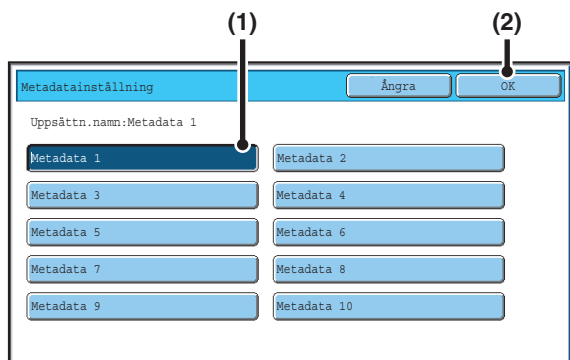 (1) (2)
Metadatainställning Ångra OK
Uppsättn.namn:Metadata 1
Metadata 1 Metadata 2
Metadata 3 Metadata 4
Metadata 5 Metadata 6
Metadata 7 Metadata 8
Metadata 9 Metadata 10